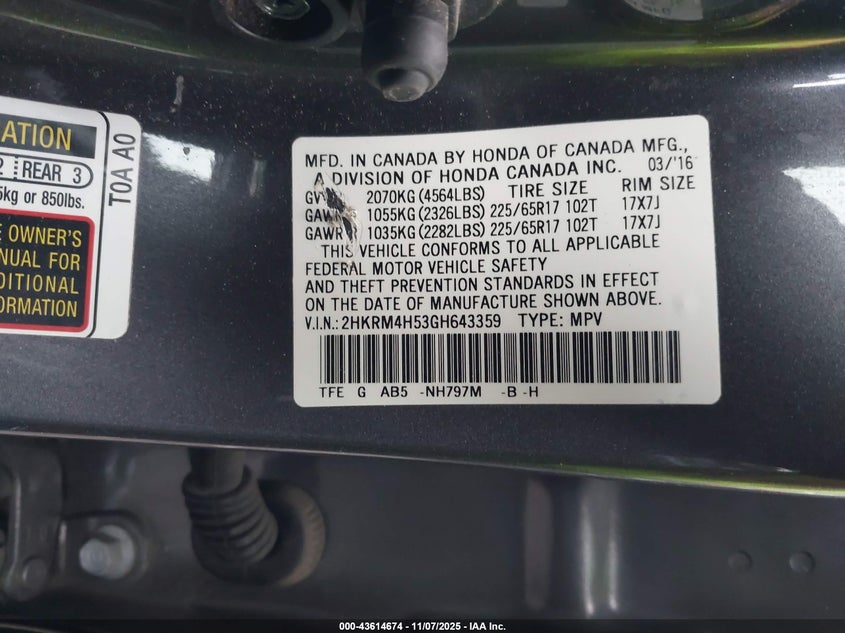 ATION
2 REAR 3
5kg or 850lbs.
E OWNER'S
NUAL FOR
DITIONAL
ORMATION
T0A A0
MFD. IN CANADA BY HONDA OF CANADA MFG.,
A DIVISION OF HONDA CANADA INC. 03/'16
2070KG (4564LBS) TIRE SIZE RIM SIZE
GAWR 1055KG (2326LBS) 225/65R17 102T 17X7J
GAWR 1035KG (2282LBS) 225/65R17 102T 17X7J
THIS VEHICLE CONFORMS TO ALL APPLICABLE
FEDERAL MOTOR VEHICLE SAFETY
AND THEFT PREVENTION STANDARDS IN EFFECT
ON THE DATE OF MANUFACTURE SHOWN ABOVE.
V.I.N.: 2HKRM4H53GH643359 TYPE: MPV
TFE G AB5 -NH797M -B -H
000-43614674 - 11/07/2025 - IAA Inc.